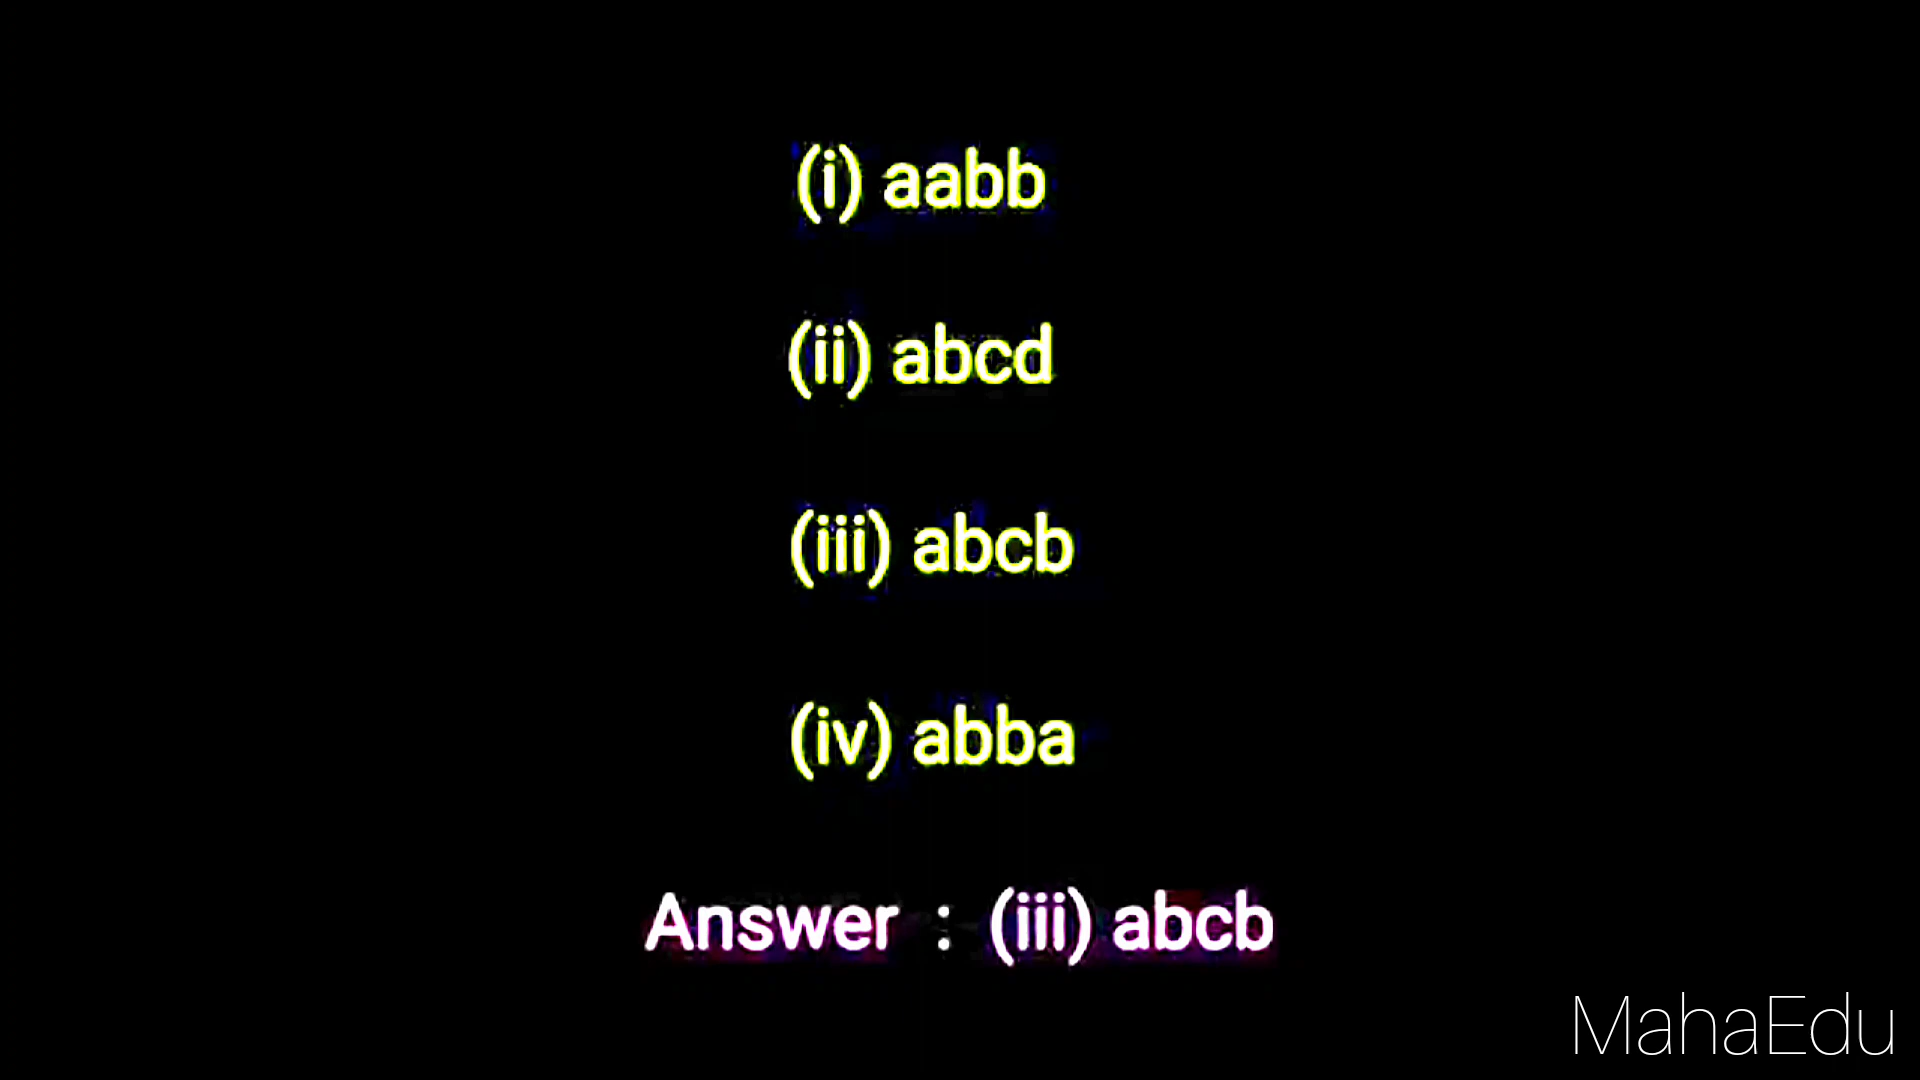 (i) aabb
(ii) abcd
(iii) abcb
(iv) abba
Answer : (iii) abcb
MahaEdu